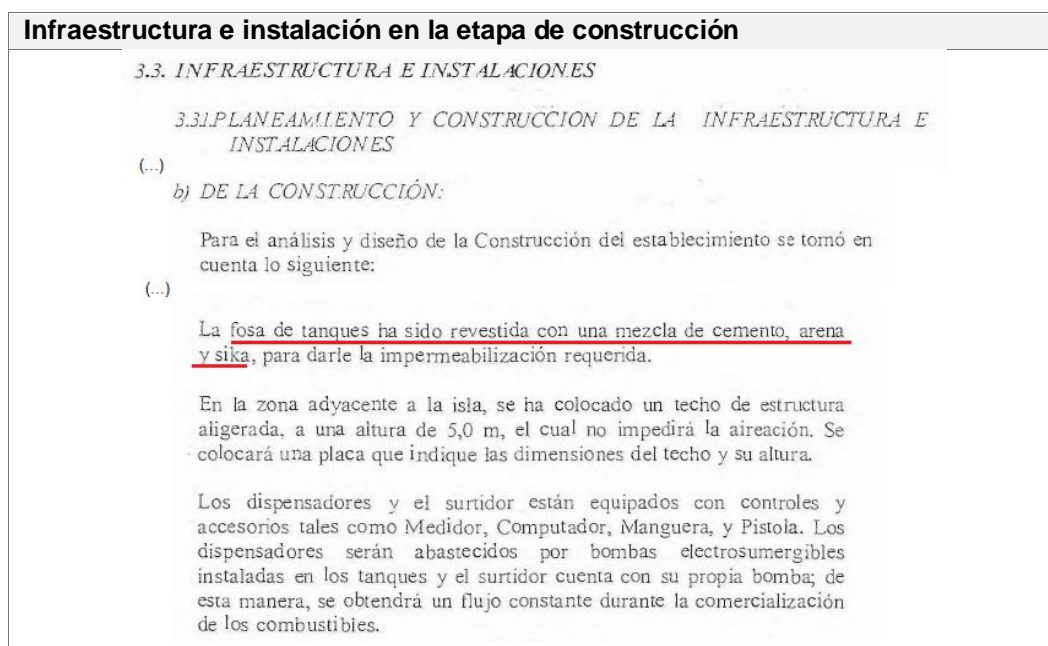 Infraestructura e instalación en la etapa de construcción
3.3. INFRAESTRUCTURA E INSTALACIONES
3.31.PLANEAMIENTO Y CONSTRUCCION DE LA INFRAESTRUCTURA E
INSTALACIONES
(...)
b) DE LA CONSTRUCCIÓN:
Para el análisis y diseño de la Construcción del establecimiento se tomó en
cuenta lo siguiente:
(...)
La fosa de tanques ha sido revestida con una mezcla de cemento, arena
y sika, para darle la impermeabilización requerida.
En la zona adyacente a la isla, se ha colocado un techo de estructura
aligerada, a una altura de 5,0 m, el cual no impedirá la aireación. Se
colocará una placa que indique las dimensiones del techo y su altura.
Los dispensadores y el surtidor están equipados con controles y
accesorios tales como Medidor, Computador, Manguera, y Pistola. Los
dispensadores serán abastecidos por bombas electrosumergibles
instaladas en los tanques y el surtidor cuenta con su propia bomba; de
esta manera, se obtendrá un flujo constante durante la comercialización
de los combustibles.